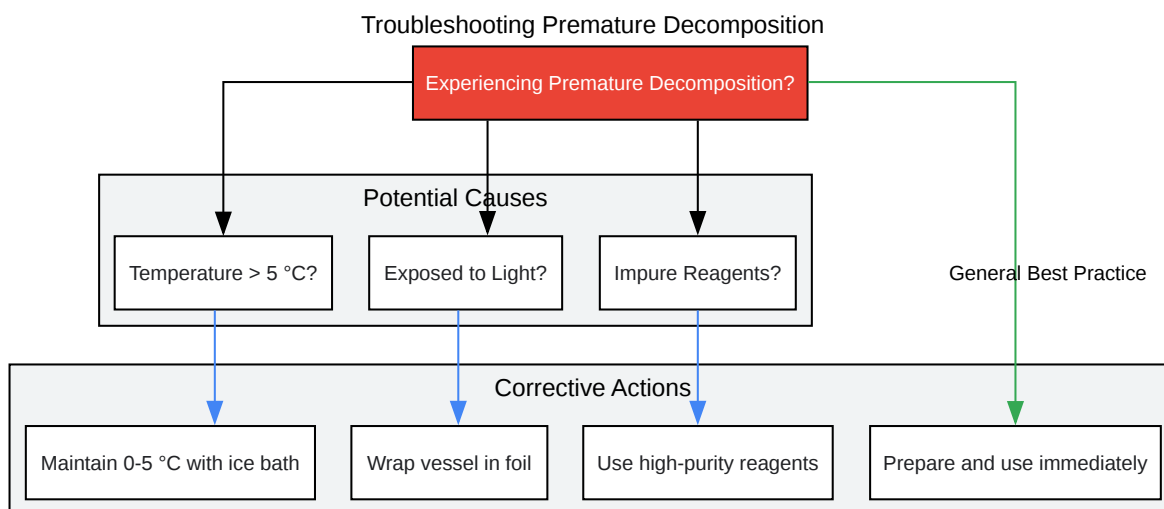 Troubleshooting Premature Decomposition
Experiencing Premature Decomposition?
Potential Causes
Temperature > 5 °C?
Exposed to Light?
Impure Reagents?
General Best Practice
Corrective Actions
Maintain 0-5 °C with ice bath
Wrap vessel in foil
Use high-purity reagents
Prepare and use immediately